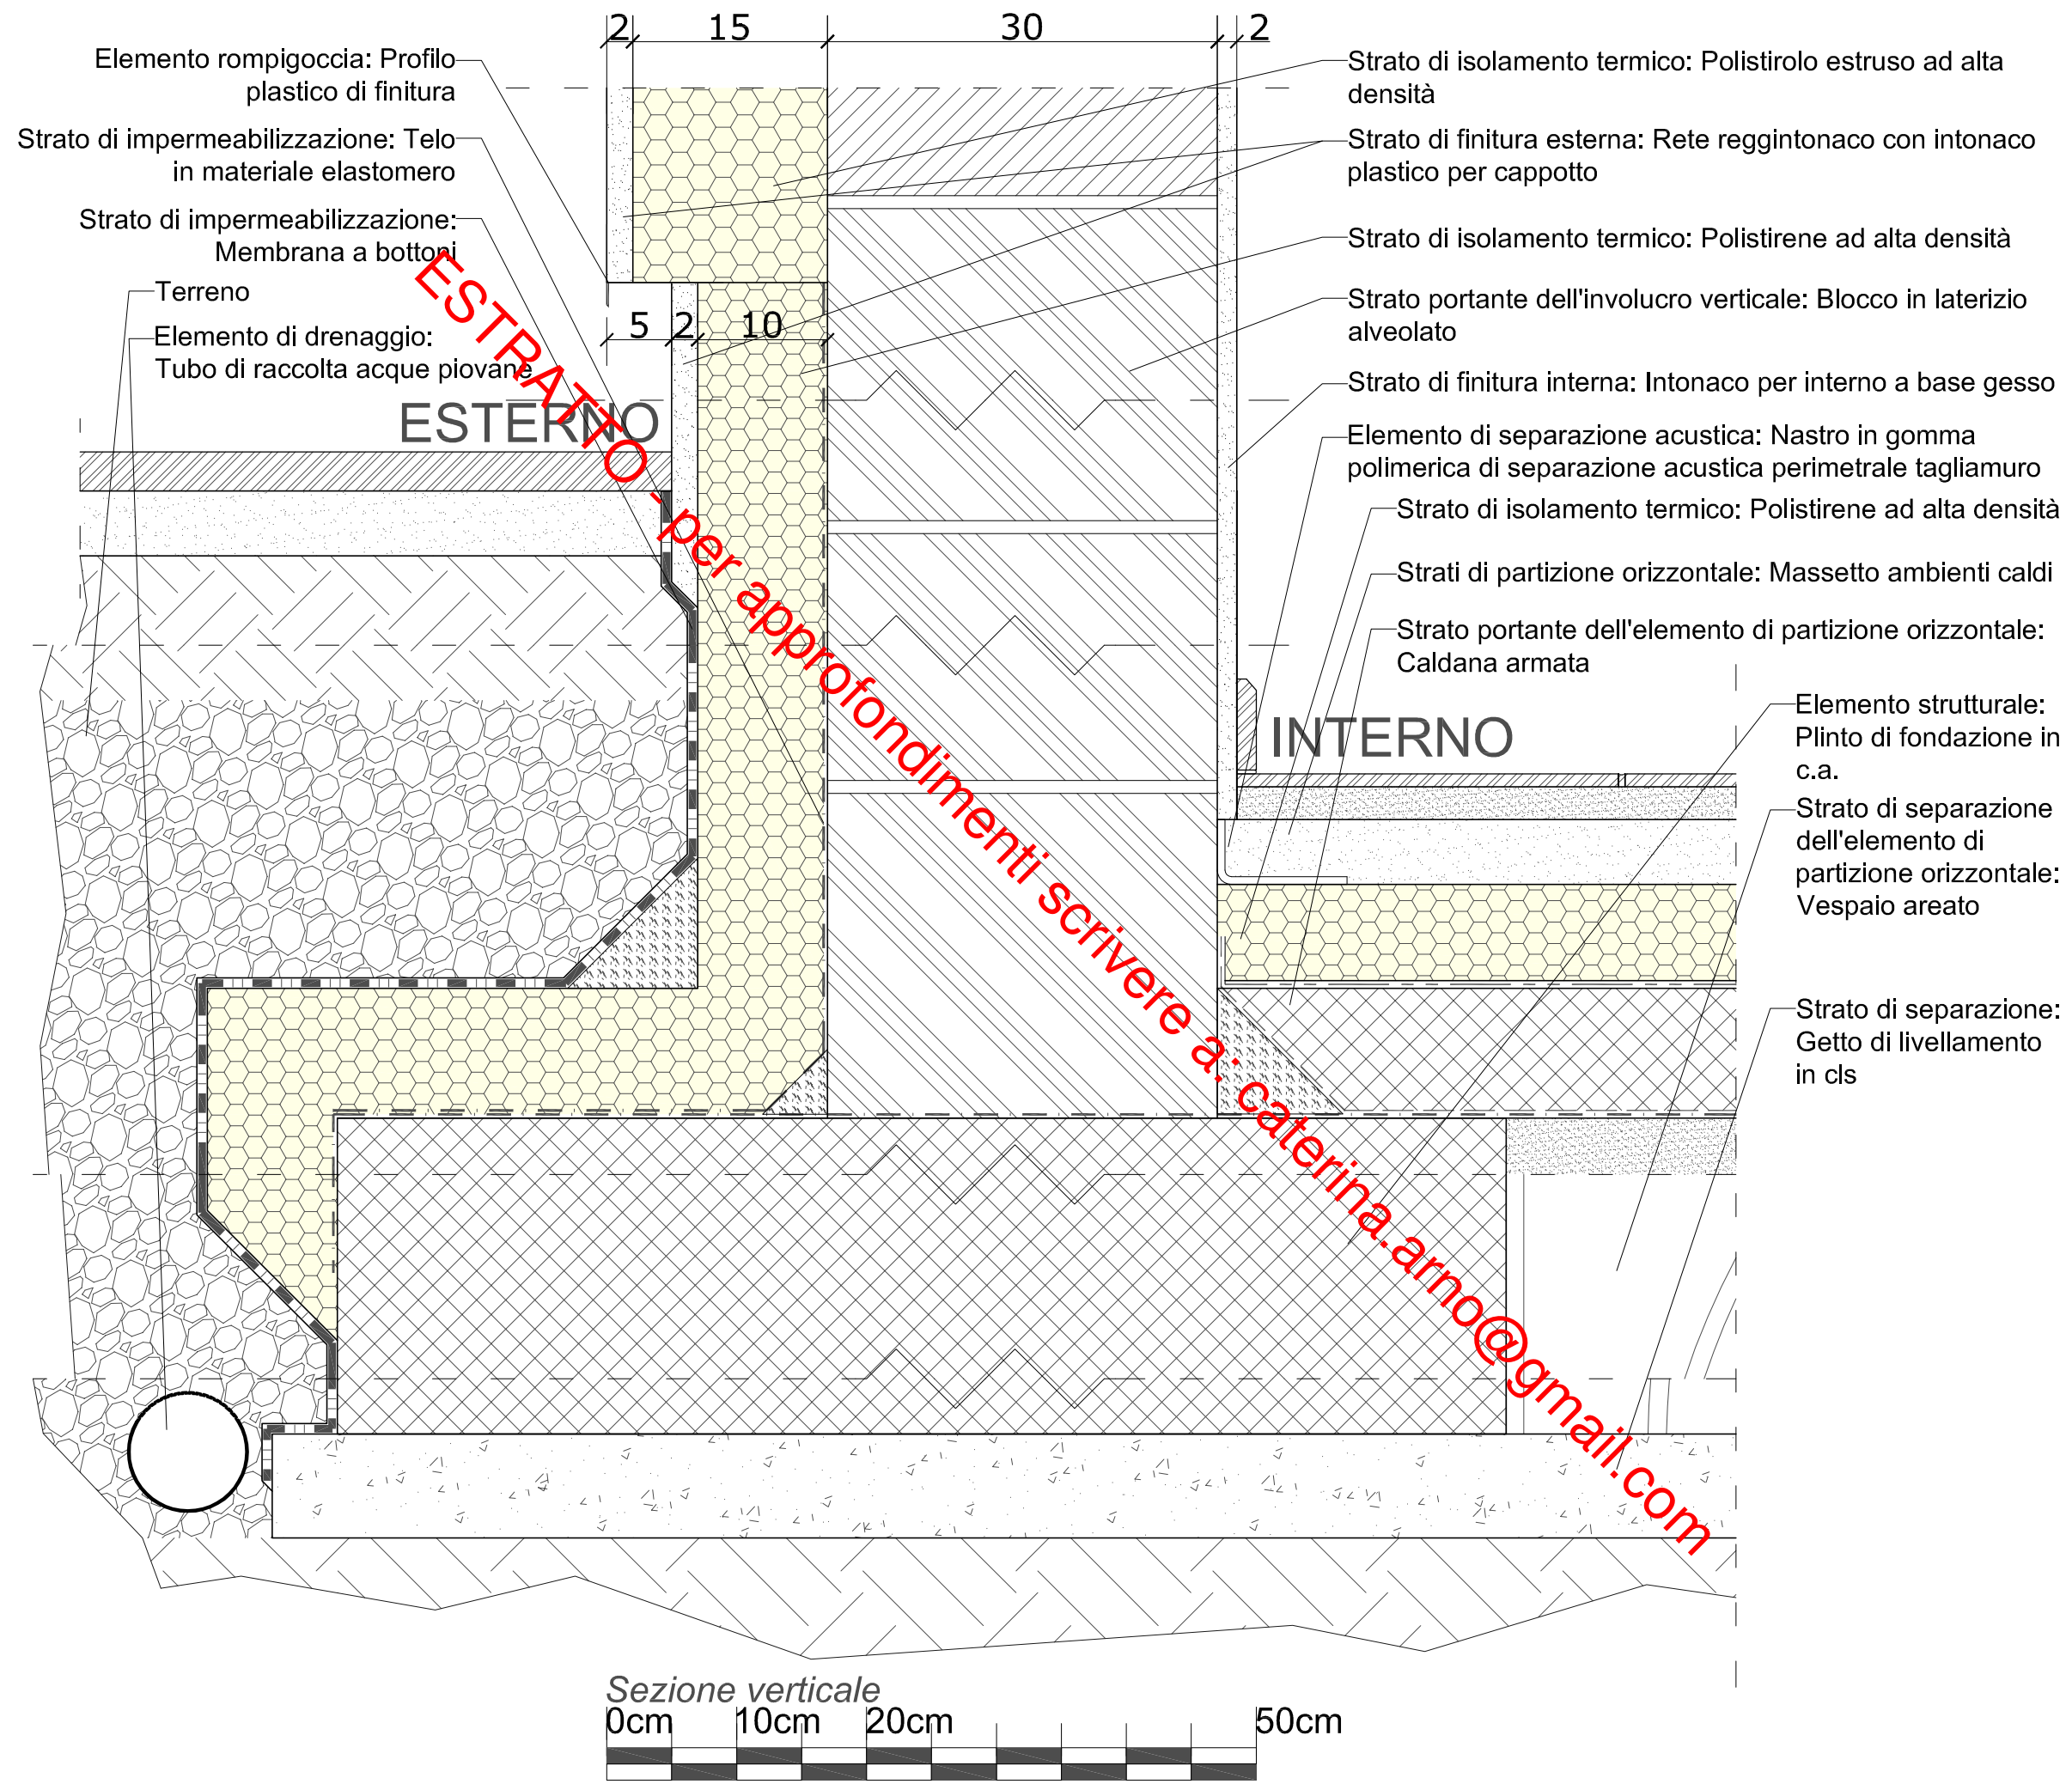 2 15 30 2
Elemento rompigoccia: Profilo
plastico di finitura
Strato di impermeabilizzazione: Telo
in materiale elastomero
Strato di impermeabilizzazione:
Membrana a bottoni
Terreno
Elemento di drenaggio:
Tubo di raccolta acque piovane
5 2 10
ESTERNO
Strato di isolamento termico: Polistirolo estruso ad alta
densità
Strato di finitura esterna: Rete reggintonaco con intonaco
plastico per cappotto
Strato di isolamento termico: Polistirene ad alta densità
Strato portante dell'involucro verticale: Blocco in laterizio
alveolato
Strato di finitura interna: Intonaco per interno a base gesso
Elemento di separazione acustica: Nastro in gomma
polimerica di separazione acustica perimetrale tagliamuro
Strato di isolamento termico: Polistirene ad alta densità
Strati di partizione orizzontale: Massetto ambienti caldi
Strato portante dell'elemento di partizione orizzontale:
Caldana armata
INTERNO
Elemento strutturale:
Plinto di fondazione in
c.a.
Strato di separazione
dell'elemento di
partizione orizzontale:
Vespaio areato
Strato di separazione:
Getto di livellamento
in cls
ESTRATTO - per approfondimenti scrivere a: caterina.arno@gmail.com
Sezione verticale
0cm 10cm 20cm 50cm